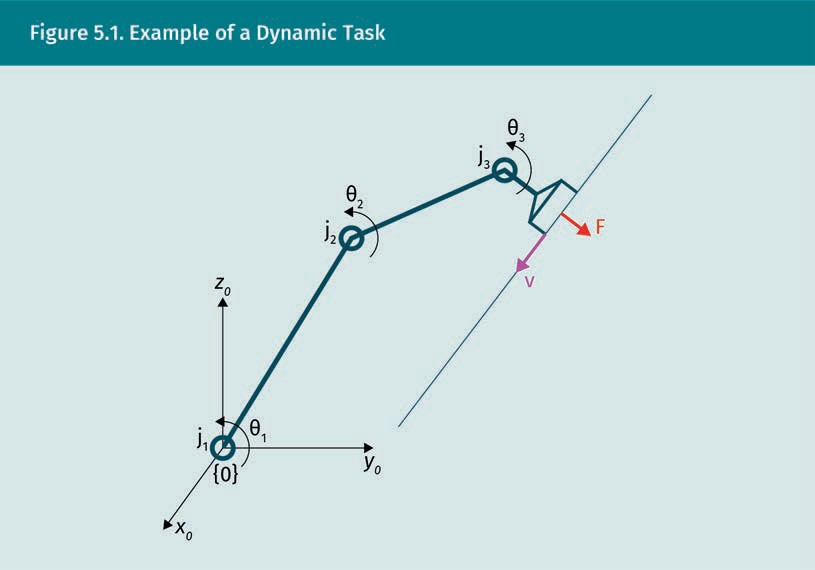 Figure 5.1. Example of a Dynamic Task
θ3
j3
θ2
j2
F
v
z0
j1
θ1
{0}
y0
x0